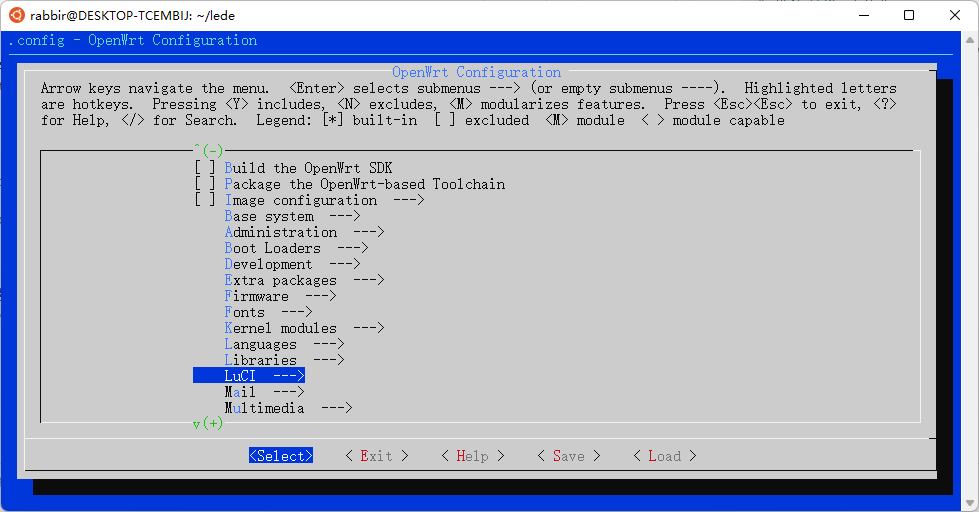 rabbir@DESKTOP-TCEMBIJ: ~/lede
.config - OpenWrt Configuration
OpenWrt Configuration
Arrow keys navigate the menu.  <Enter> selects submenus ---> (or empty submenus ----).  Highlighted letters
are hotkeys.  Pressing <Y> includes, <N> excludes, <M> modularizes features.  Press <Esc><Esc> to exit, <?>
for Help, </> for Search.  Legend: [*] built-in  [ ] excluded  <M> module  < > module capable
^(-)
[ ] Build the OpenWrt SDK
[ ] Package the OpenWrt-based Toolchain
[ ] Image configuration  --->
Base system  --->
Administration  --->
Boot Loaders  --->
Development  --->
Extra packages  --->
Firmware  --->
Fonts  --->
Kernel modules  --->
Languages  --->
Libraries  --->
LuCI  --->
Mail  --->
Multimedia  --->
v(+)
<Select>    < Exit >    < Help >    < Save >    < Load >